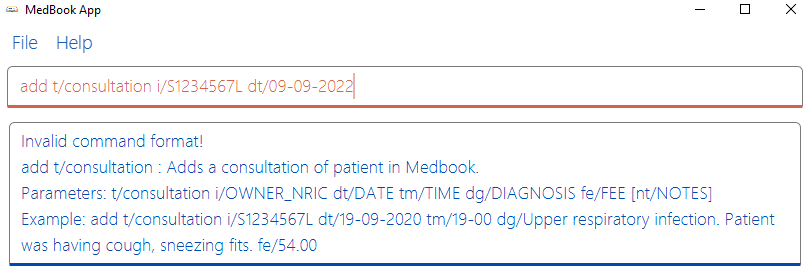 MedBook App
File Help
add t/consultation i/S1234567L dt/09-09-2022
Invalid command format!
add t/consultation : Adds a consultation of patient in Medbook.
Parameters: t/consultation i/OWNER_NRIC dt/DATE tm/TIME dg/DIAGNOSIS fe/FEE [nt/NOTES]
Example: add t/consultation i/S1234567L dt/19-09-2020 tm/19-00 dg/Upper respiratory infection. Patient
was having cough, sneezing fits. fe/54.00